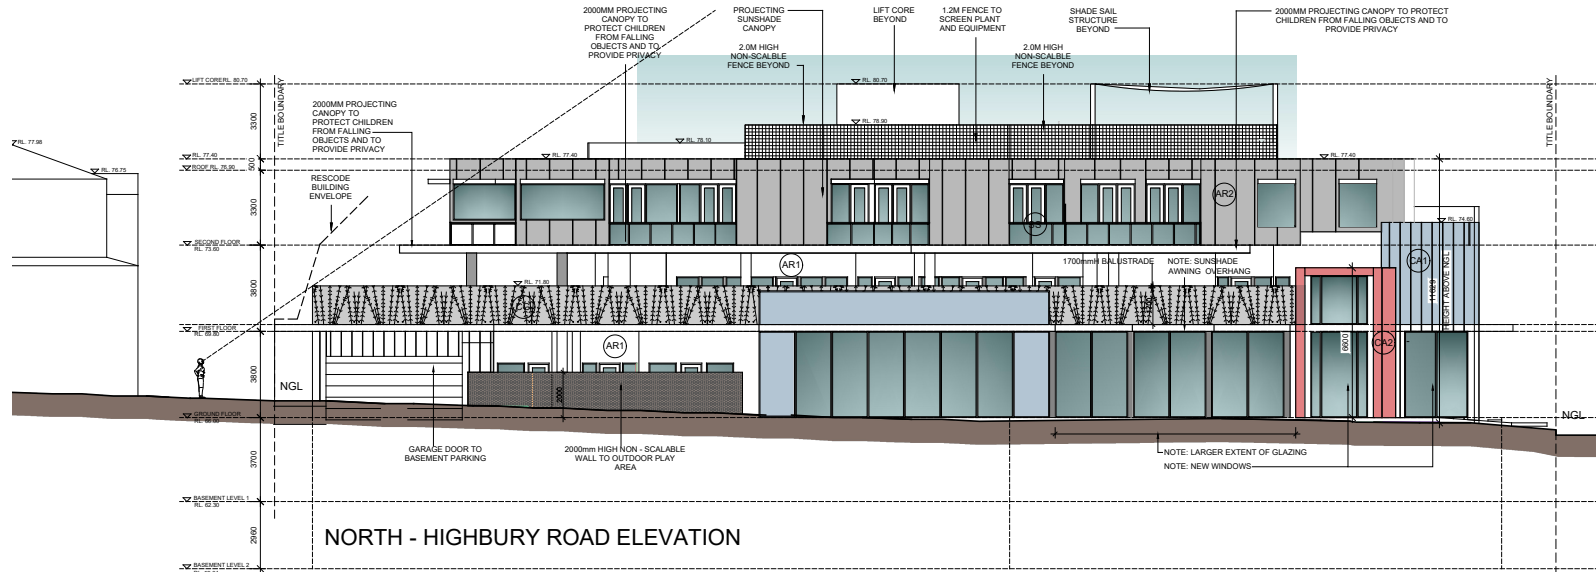 2000MM PROJECTING
CANOPY TO
PROTECT CHILDREN
FROM FALLING
OBJECTS AND TO
PROVIDE PRIVACY
PROJECTING
SUNSHADE
CANOPY
LIFT CORE
BEYOND
1.2M FENCE TO
SCREEN PLANT
AND EQUIPMENT
SHADE SAIL
STRUCTURE
BEYOND
2000MM PROJECTING CANOPY TO PROTECT
CHILDREN FROM FALLING OBJECTS AND TO
PROVIDE PRIVACY
2.0M HIGH
NON-SCALBLE
FENCE BEYOND
2.0M HIGH
NON-SCALBLE
FENCE BEYOND
LIFT CORE RL. 80.70
RL. 80.70
TITLE BOUNDARY
TITLE BOUNDARY
2000MM PROJECTING
CANOPY TO
PROTECT CHILDREN
FROM FALLING
OBJECTS AND TO
PROVIDE PRIVACY
3300
RL. 78.90
RL. 77.98
RL. 78.10
RL. 77.40
RL. 77.40
RL. 77.40
500
ROOF RL. 76.90
RL. 76.75
RESCODE
BUILDING
ENVELOPE
3300
AR2
SS
RL. 74.60
SECOND FLOOR
RL. 73.60
AR1
1700mmH BALUSTRADE
NOTE: SUNSHADE
AWNING OVERHANG
CA1
RL. 71.80
3800
11629
HEIGHT ABOVE NGL
FIRST FLOOR
RL. 69.80
AR1
CA2
6600
3800
NGL
2000
GROUND FLOOR
RL. 66.00
NGL
GARAGE DOOR TO
BASEMENT PARKING
2000mm HIGH NON - SCALABLE
WALL TO OUTDOOR PLAY
AREA
NOTE: LARGER EXTENT OF GLAZING
NOTE: NEW WINDOWS
3700
BASEMENT LEVEL 1
RL. 62.30
2960
NORTH - HIGHBURY ROAD ELEVATION
BASEMENT LEVEL 2